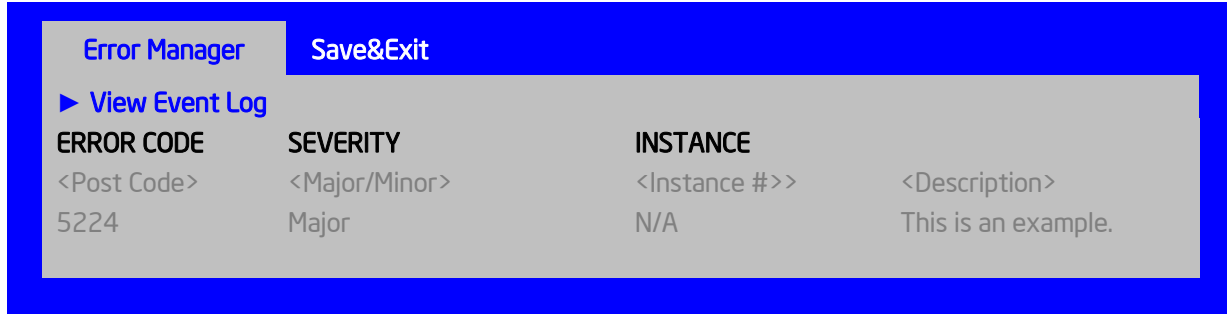 Error Manager Save&Exit
► View Event Log
ERROR CODE SEVERITY INSTANCE
<Post Code> <Major/Minor> <Instance #>> <Description>
5224 Major N/A This is an example.